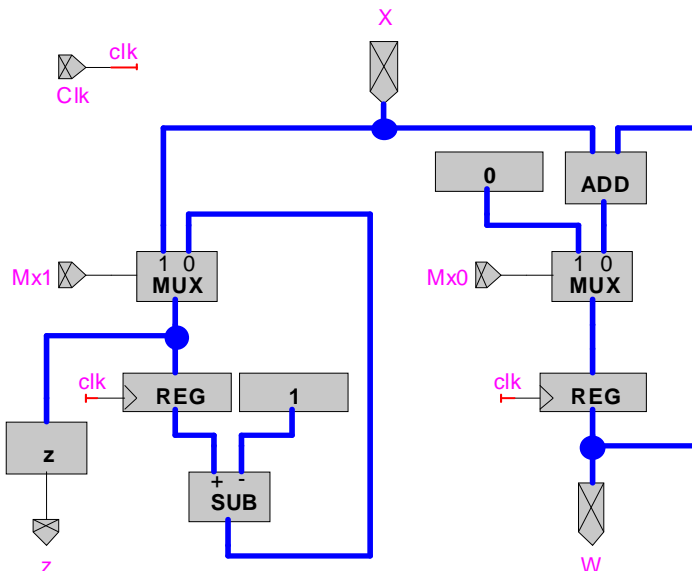 X
clk
Clk
0
ADD
1 0
MUX
Mx1
1 0
MUX
Mx0
clk
REG
1
clk
REG
z
+ -
SUB
z
W